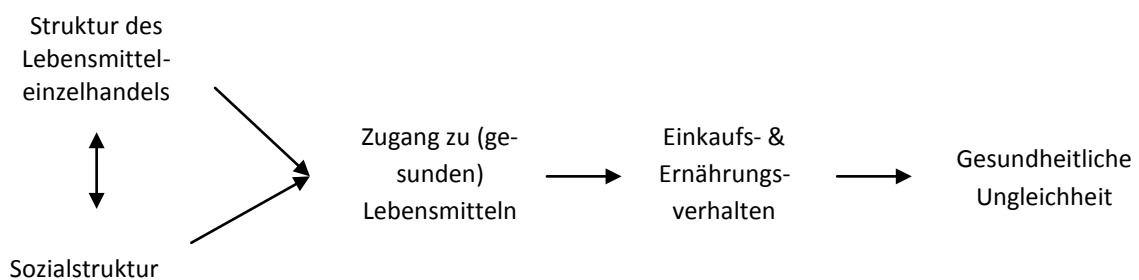 Struktur des
Lebensmittel-
einzelhandels
Zugang zu (ge-
sunden)
Lebensmitteln
Einkaufs- &
Ernährungs-
verhalten
Gesundheitliche
Ungleichheit
Sozialstruktur